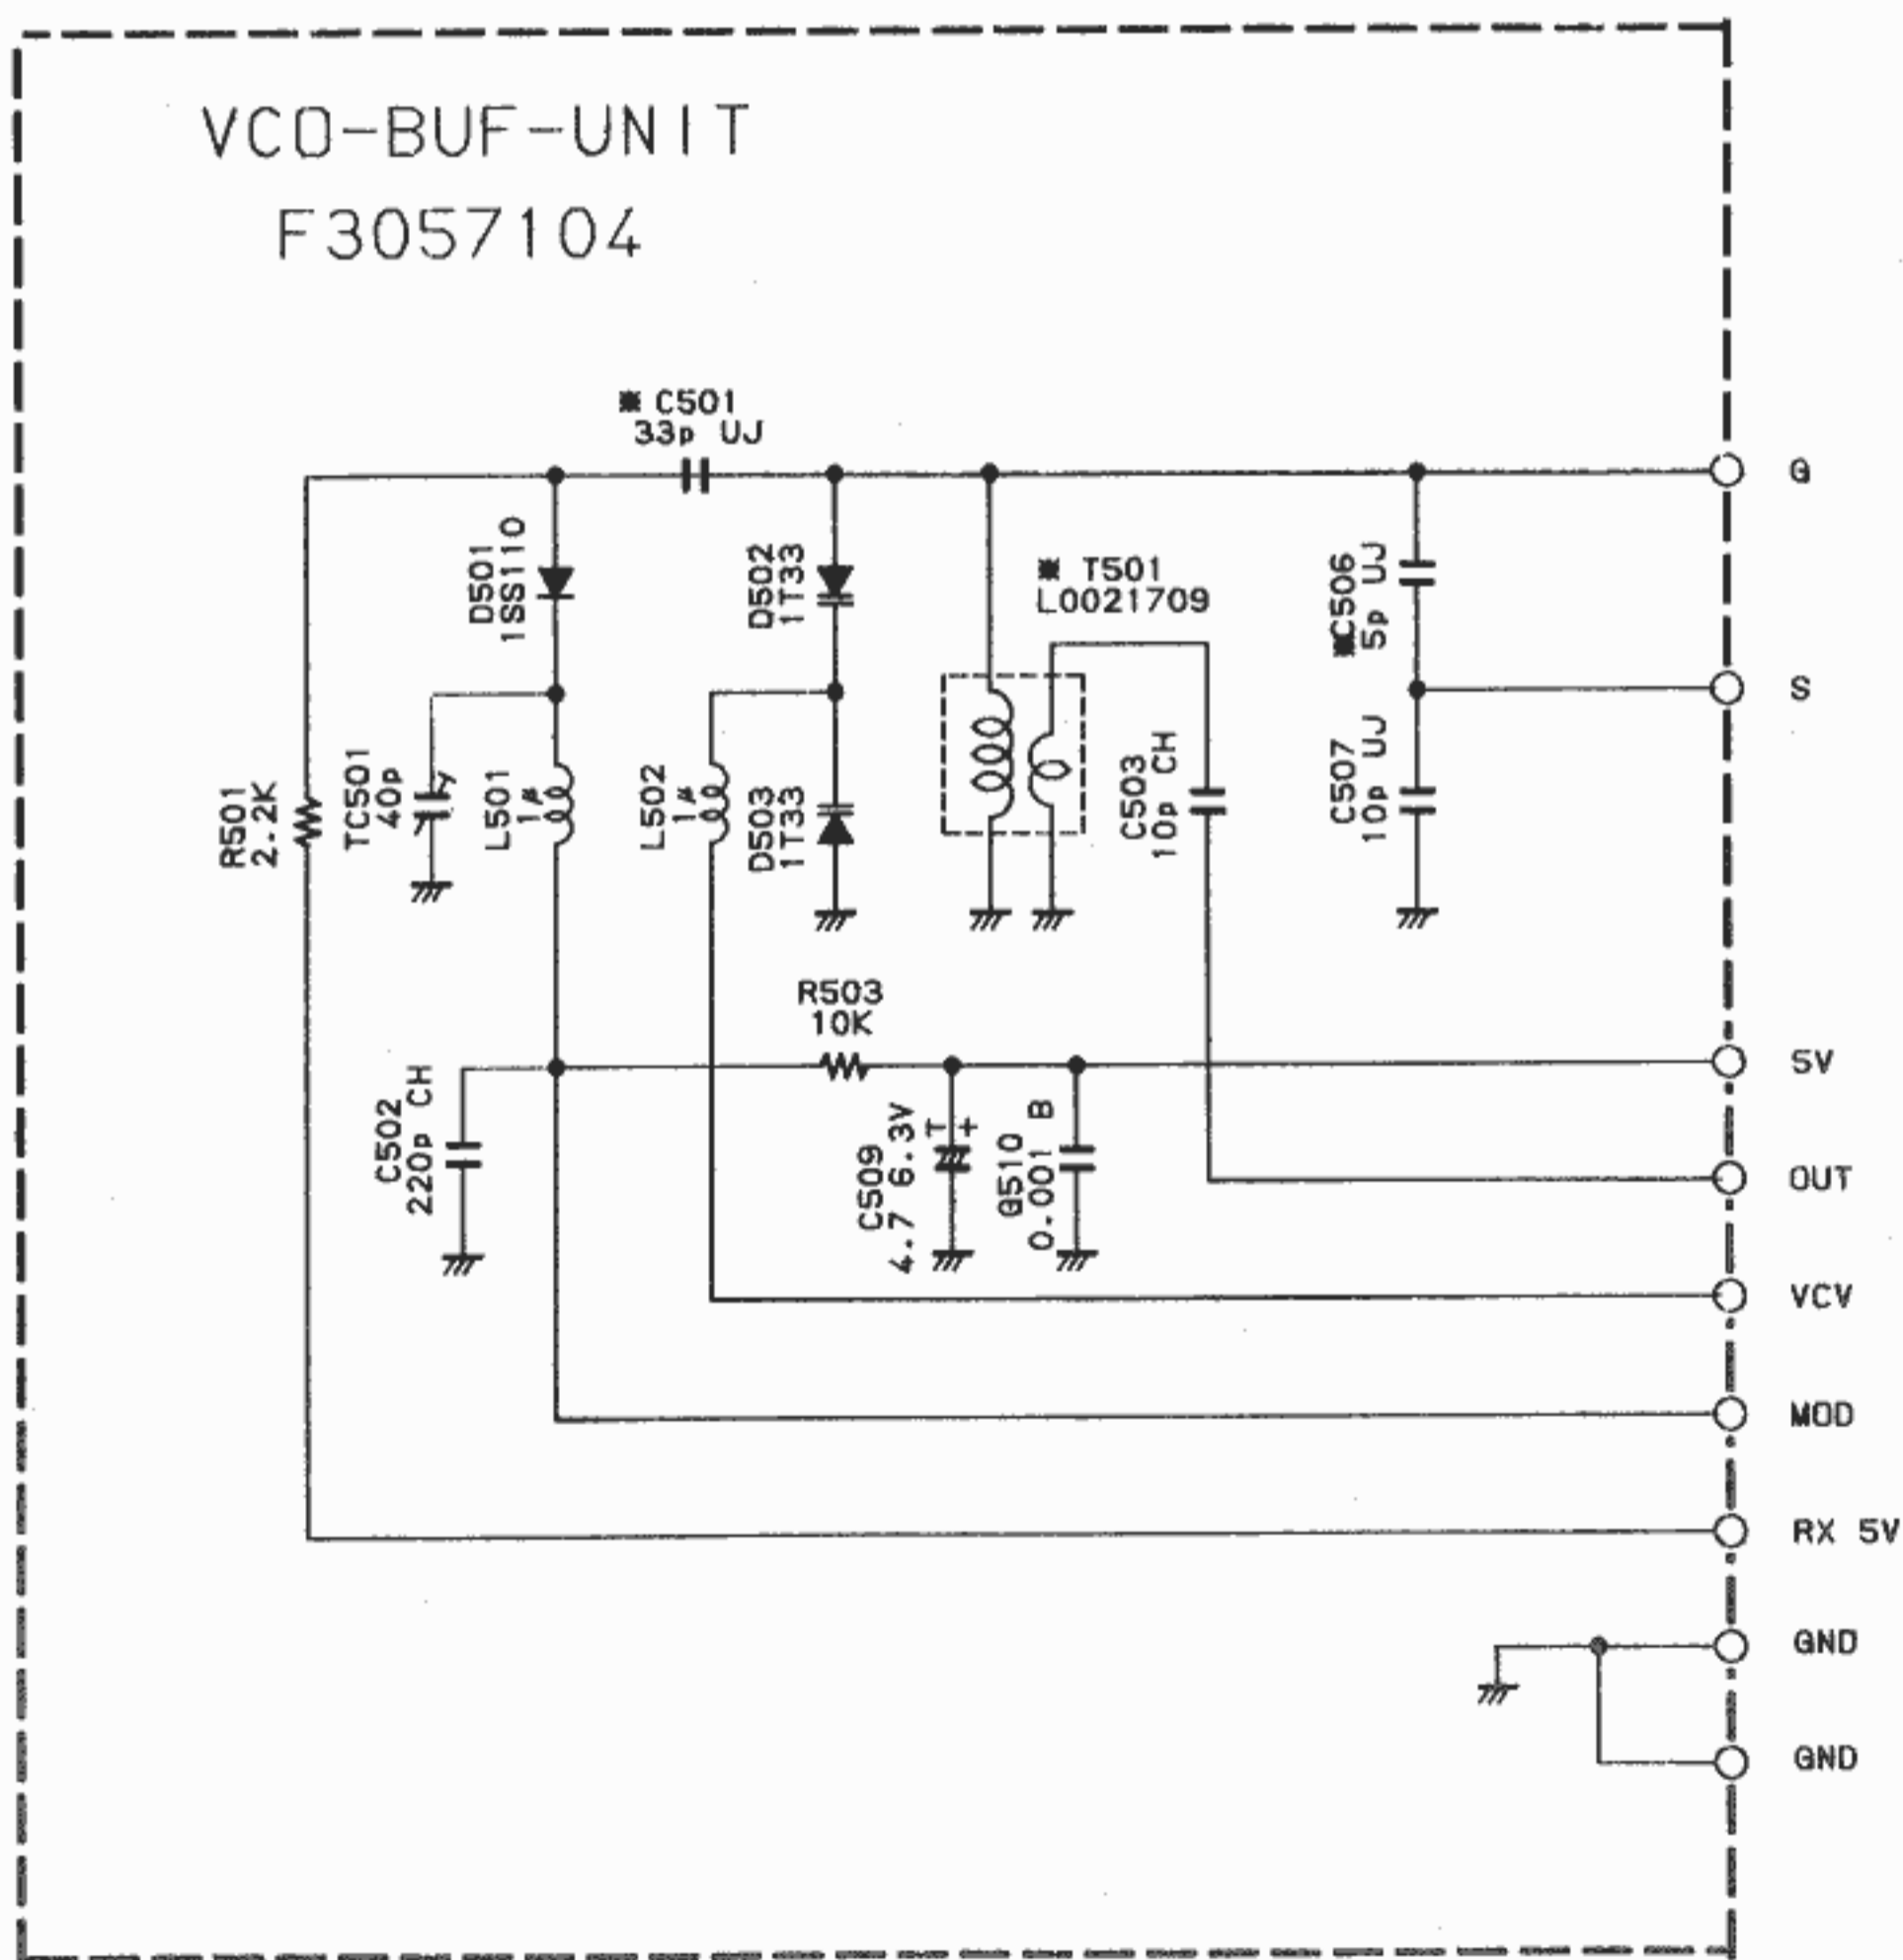 VCO-BUF-UNIT
F3057104
※ C501
33p UJ
D501
1SS110
D502
1T33
※ T501
L0021709
※C506
5p UJ
G
S
R501
2.2K
TC501
40p
L501
1μ
L502
1μ
D503
1T33
C503
10p CH
C507
10p UJ
R503
10K
C502
220p CH
C509
4.7 6.3V
T +
G510
0.001 B
5V
OUT
VCV
MOD
RX 5V
GND
GND